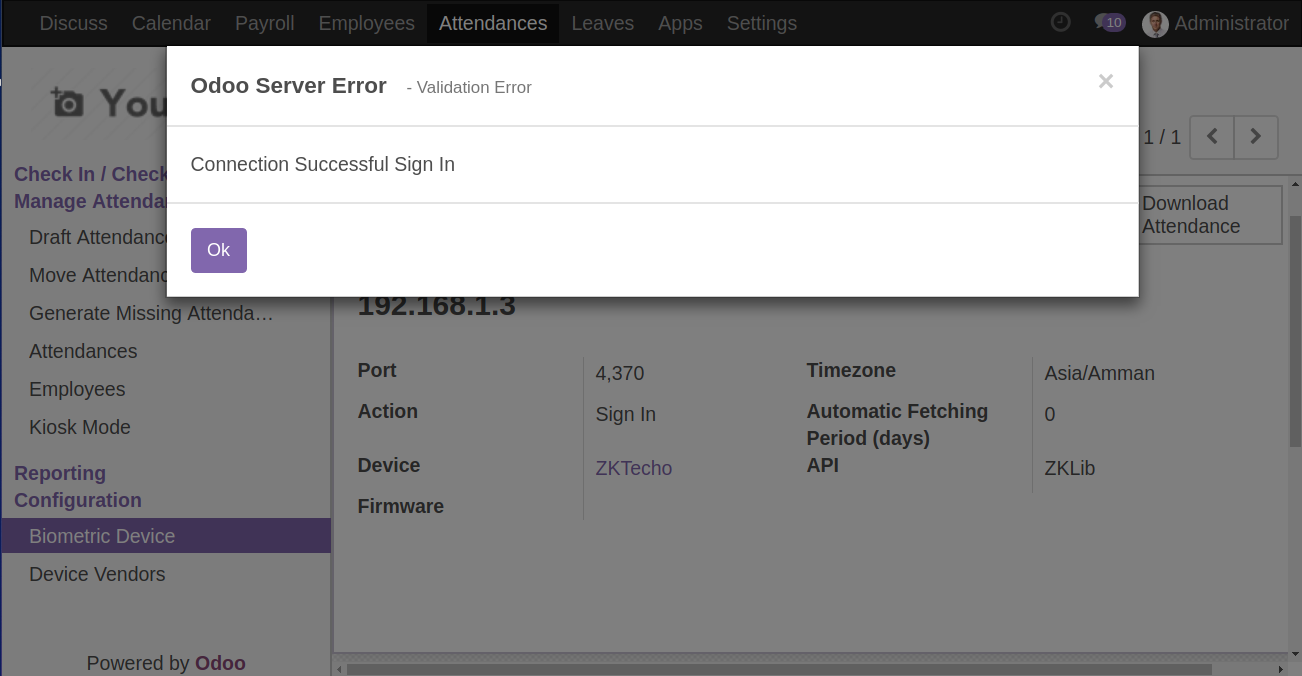 Discuss Calendar Payroll Employees Attendances Leaves Apps Settings 10 Administrator
Odoo Server Error - Validation Error ×
Connection Successful Sign In
Ok
You
1 / 1
Check In / Check
Manage Attenda
Draft Attendance
Move Attendanc
Generate Missing Attenda…
Attendances
Employees
Kiosk Mode
Reporting
Configuration
Biometric Device
Device Vendors
Powered by Odoo
Download
Attendance
192.168.1.3
Port 4,370
Action Sign In
Device ZKTecho
Firmware
Timezone Asia/Amman
Automatic Fetching 0
Period (days)
API ZKLib